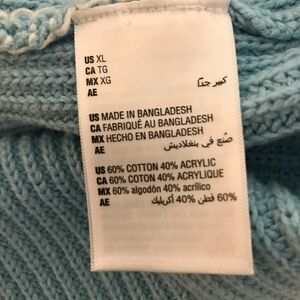 US XL
CA TG
MX XG
AE كبير جدًا
US MADE IN BANGLADESH
CA FABRIQUÉ AU BANGLADESH
MX HECHO EN BANGLADESH
AE صُنع في بنغلاديش
US 60% COTTON 40% ACRYLIC
CA 60% COTON 40% ACRYLIQUE
MX 60% algodón 40% acrílico
AE 60% قطن 40% أكريليك